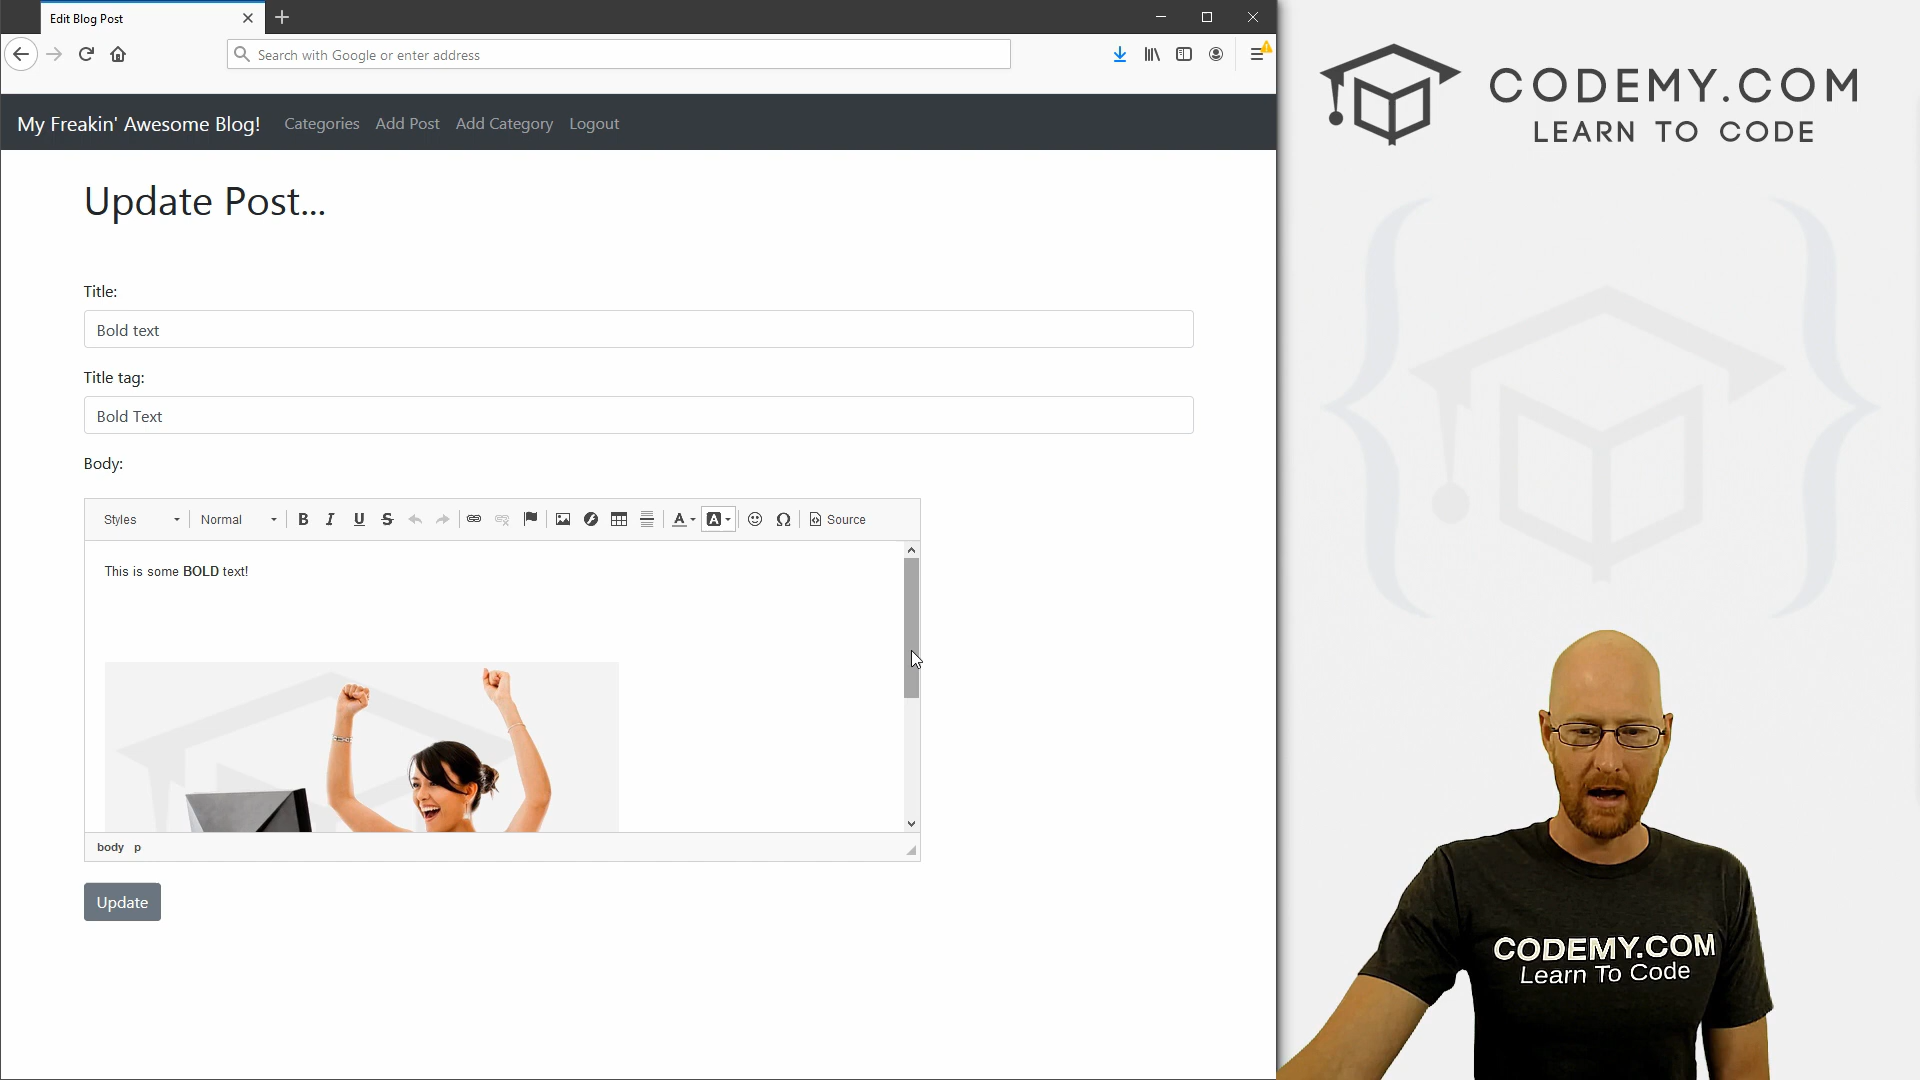 Edit Blog Post
Search with Google or enter address
My Freakin' Awesome Blog! Categories Add Post Add Category Logout
Update Post...
Title:
Bold text
Title tag:
Bold Text
Body:
Styles Normal B I U S A A Ω Source
This is some BOLD text!
body p
Update
CODEMY.COM
LEARN TO CODE
CODEMY.COM
Learn To Code